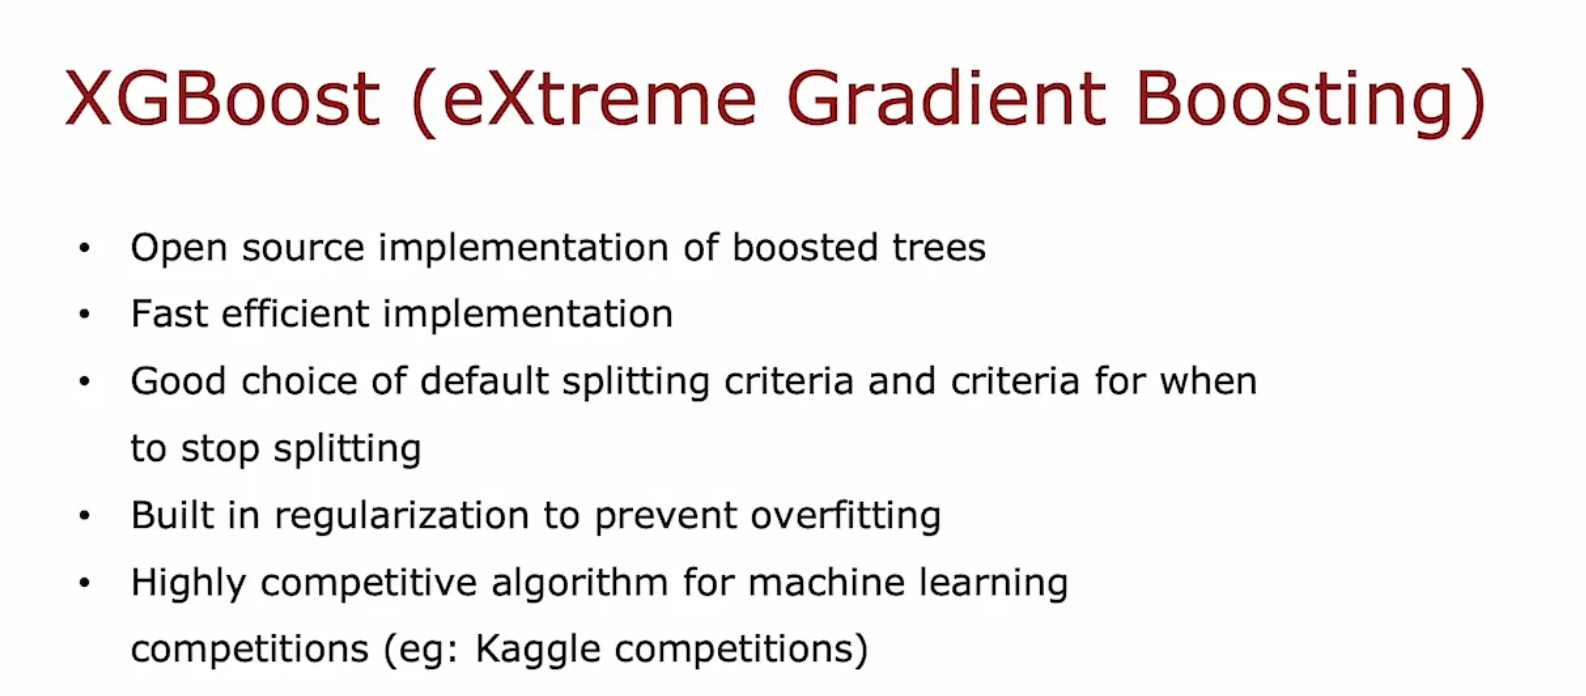 XGBoost (eXtreme Gradient Boosting)
• Open source implementation of boosted trees
• Fast efficient implementation
• Good choice of default splitting criteria and criteria for when
to stop splitting
• Built in regularization to prevent overfitting
• Highly competitive algorithm for machine learning
competitions (eg: Kaggle competitions)